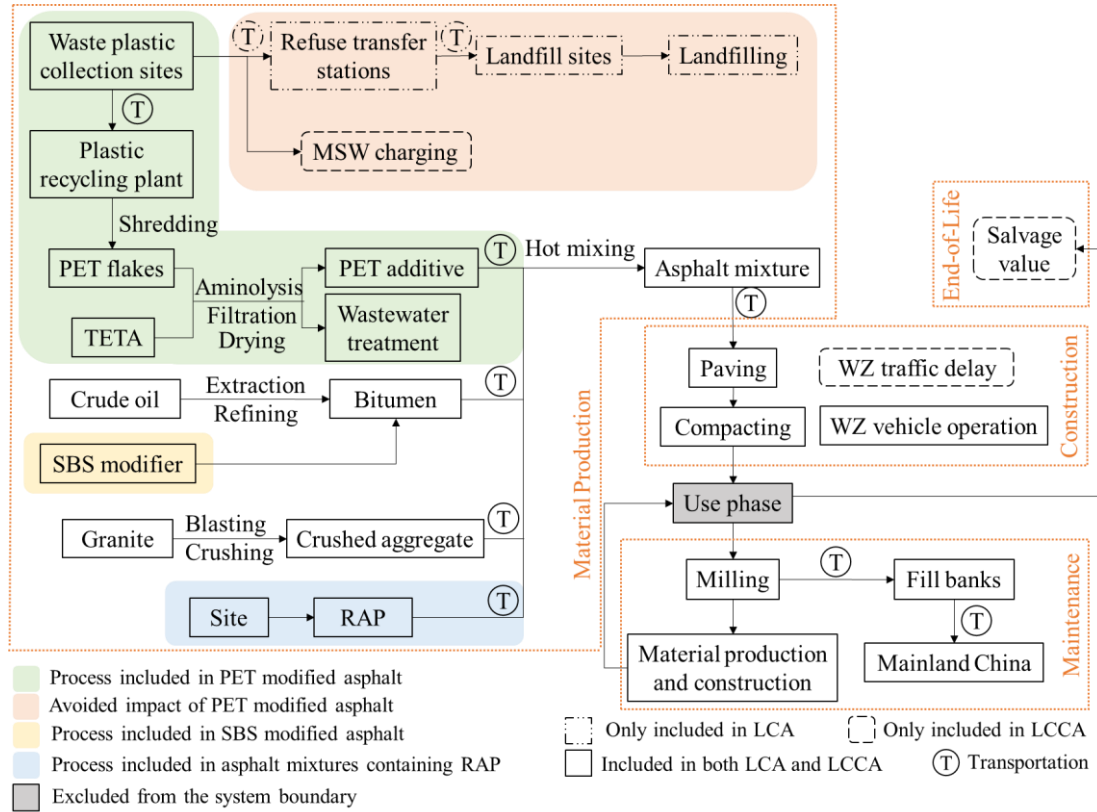 Waste plastic
collection sites
T
Refuse transfer
stations
T
Landfill sites
Landfilling
T
MSW charging
Plastic
recycling plant
Shredding
PET flakes
TETA
Aminolysis
Filtration
Drying
PET additive
Wastewater
treatment
T
Hot mixing
Asphalt mixture
T
Crude oil
Extraction
Refining
Bitumen
T
SBS modifier
Granite
Blasting
Crushing
Crushed aggregate
T
Site
RAP
T
Material Production
End-of-Life
Salvage
value
Paving
Compacting
WZ traffic delay
WZ vehicle operation
Construction
Use phase
Milling
T
Fill banks
T
Mainland China
Material production
and construction
Maintenance
Process included in PET modified asphalt
Avoided impact of PET modified asphalt
Process included in SBS modified asphalt
Process included in asphalt mixtures containing RAP
Excluded from the system boundary
Only included in LCA
Only included in LCCA
Included in both LCA and LCCA
T Transportation